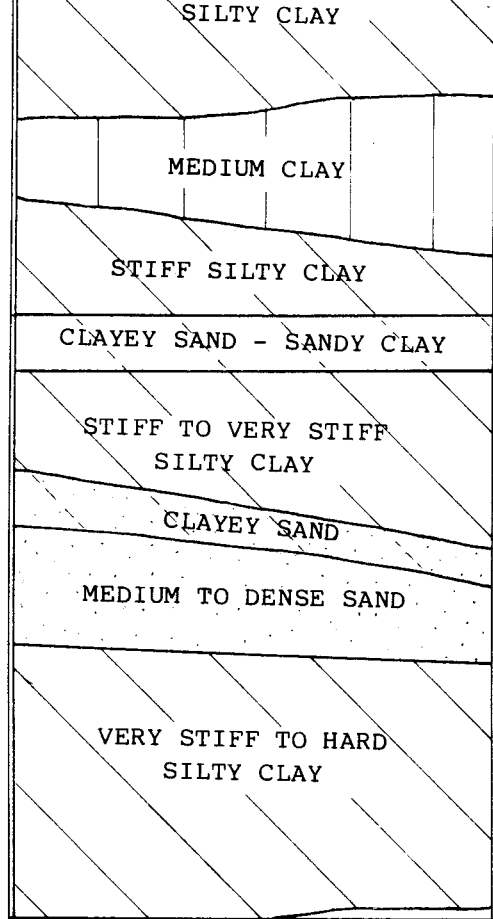 SILTY CLAY
MEDIUM CLAY
STIFF SILTY CLAY
CLAYEY SAND - SANDY CLAY
STIFF TO VERY STIFF
SILTY CLAY
CLAYEY SAND
MEDIUM TO DENSE SAND
VERY STIFF TO HARD
SILTY CLAY